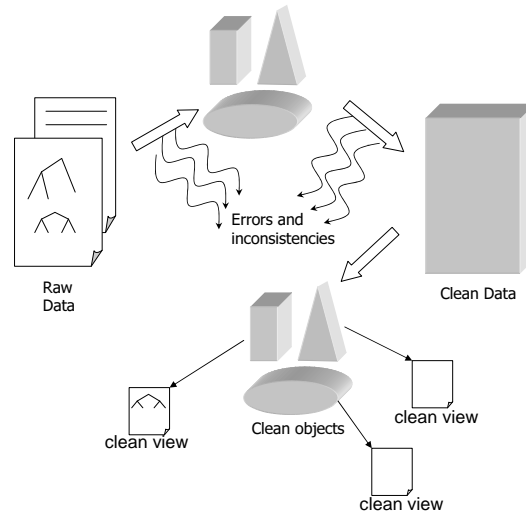 Errors and
inconsistencies
Raw
Data
Clean Data
clean view
clean view
Clean objects
clean view